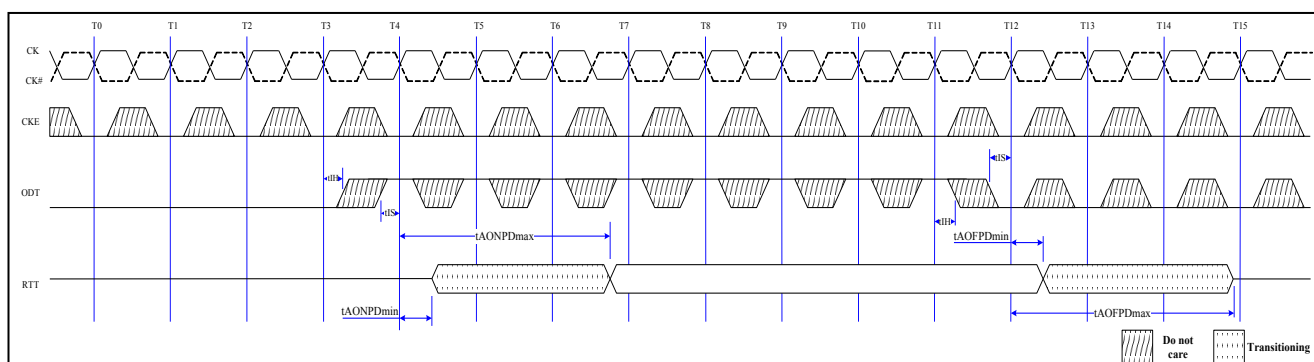 T0 T1 T2 T3 T4 T5 T6 T7 T8 T9 T10 T11 T12 T13 T14 T15
CK
CK#
CKE
tIS
tIH
ODT
tIS
tIH
tAONPDmax
tAOFPDmin
RTT
tAONPDmin
tAOFPDmax
Do not
care
Transitioning